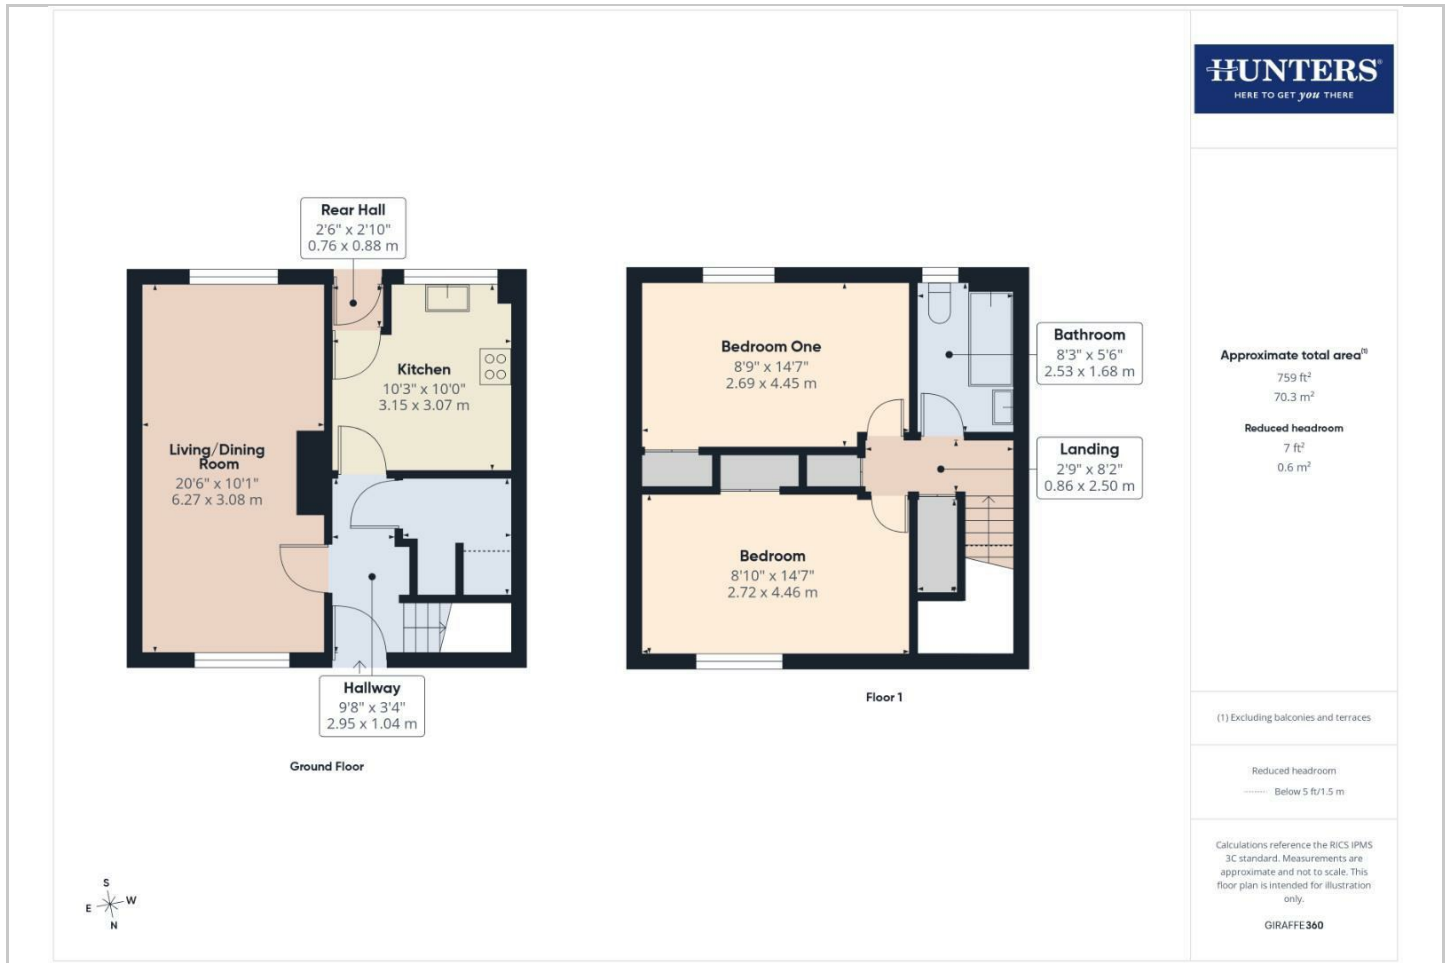 HUNTERS®
HERE TO GET you THERE
Rear Hall
2'6" x 2'10"
0.76 x 0.88 m
Kitchen
10'3" x 10'0"
3.15 x 3.07 m
Living/Dining
Room
20'6" x 10'1"
6.27 x 3.08 m
Hallway
9'8" x 3'4"
2.95 x 1.04 m
Ground Floor
Bedroom One
8'9" x 14'7"
2.69 x 4.45 m
Bathroom
8'3" x 5'6"
2.53 x 1.68 m
Landing
2'9" x 8'2"
0.86 x 2.50 m
Bedroom
8'10" x 14'7"
2.72 x 4.46 m
Floor 1
Approximate total area(1)
759 ft²
70.3 m²
Reduced headroom
7 ft²
0.6 m²
(1) Excluding balconies and terraces
Reduced headroom
Below 5 ft/1.5 m
Calculations reference the RICS IPMS
3C standard. Measurements are
approximate and not to scale. This
floor plan is intended for illustration
only.
GIRAFFE360
S
E W
N